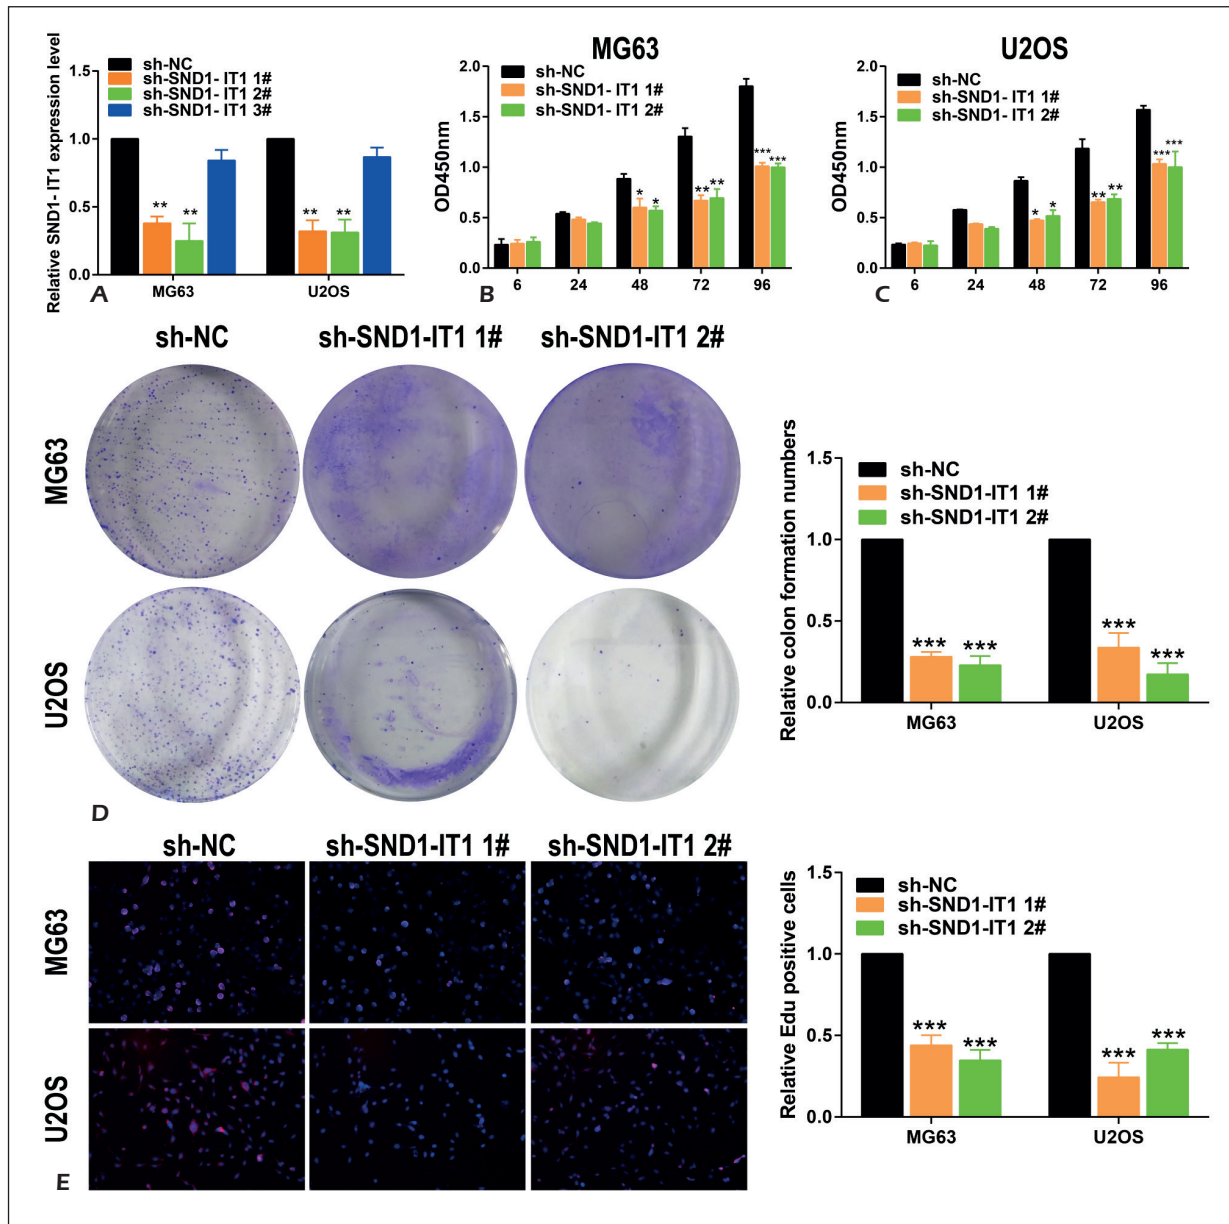 Relative SND1- IT1 expression level
sh-NC
sh-SND1- IT1 1#
sh-SND1- IT1 2#
sh-SND1- IT1 3#
1.5
1.0
0.5
0.0
** ** ** **
MG63 U2OS
A
MG63
OD450nm
sh-NC
sh-SND1- IT1 1#
sh-SND1- IT1 2#
2.0
1.5
1.0
0.5
0.0
* * ** ** *** ***
6 24 48 72 96
B
U2OS
OD450nm
sh-NC
sh-SND1- IT1 1#
sh-SND1- IT1 2#
2.0
1.5
1.0
0.5
0.0
* * ** ** *** ***
6 24 48 72 96
C
sh-NC sh-SND1-IT1 1# sh-SND1-IT1 2#
MG63
U2OS
D
Relative colon formation numbers
sh-NC
sh-SND1-IT1 1#
sh-SND1-IT1 2#
1.5
1.0
0.5
0.0
*** *** *** ***
MG63 U2OS
sh-NC sh-SND1-IT1 1# sh-SND1-IT1 2#
MG63
U2OS
E
Relative Edu positive cells
sh-NC
sh-SND1-IT1 1#
sh-SND1-IT1 2#
1.5
1.0
0.5
0.0
*** *** *** ***
MG63 U2OS